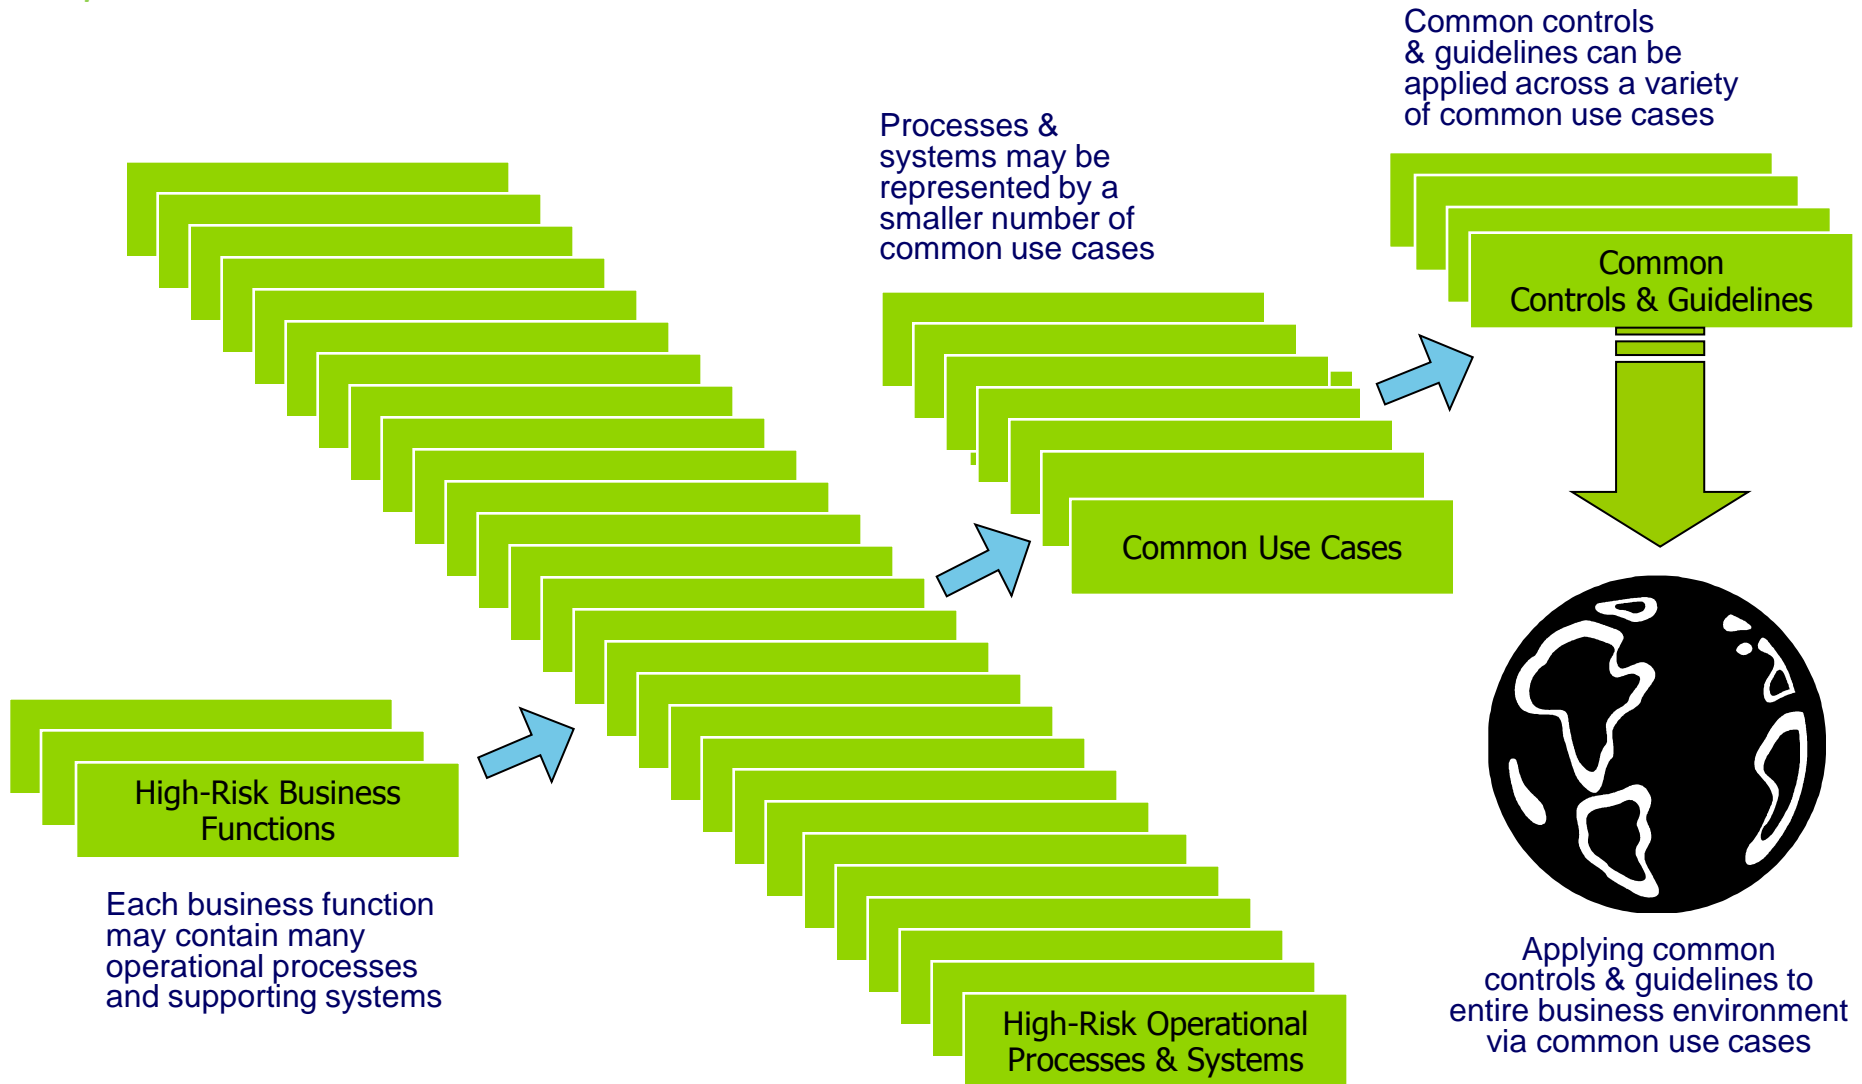 Common controls
& guidelines can be
applied across a variety
of common use cases
Processes &
systems may be
represented by a
smaller number of
common use cases
Common
Controls & Guidelines
Common Use Cases
High-Risk Business
Functions
Each business function
may contain many
operational processes
and supporting systems
High-Risk Operational
Processes & Systems
Applying common
controls & guidelines to
entire business environment
via common use cases